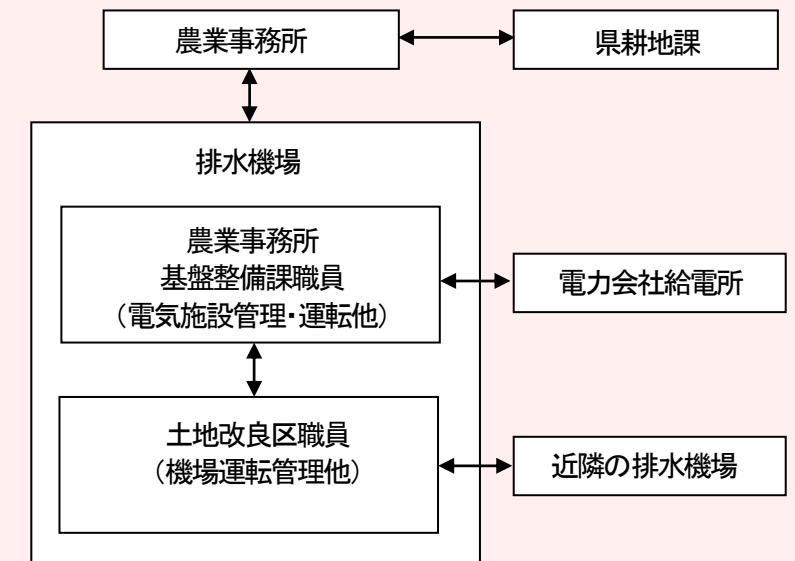 農業事務所
県耕地課
排水機場
農業事務所
基盤整備課職員
（電気施設管理・運転他）
電力会社給電所
土地改良区職員
（機場運転管理他）
近隣の排水機場